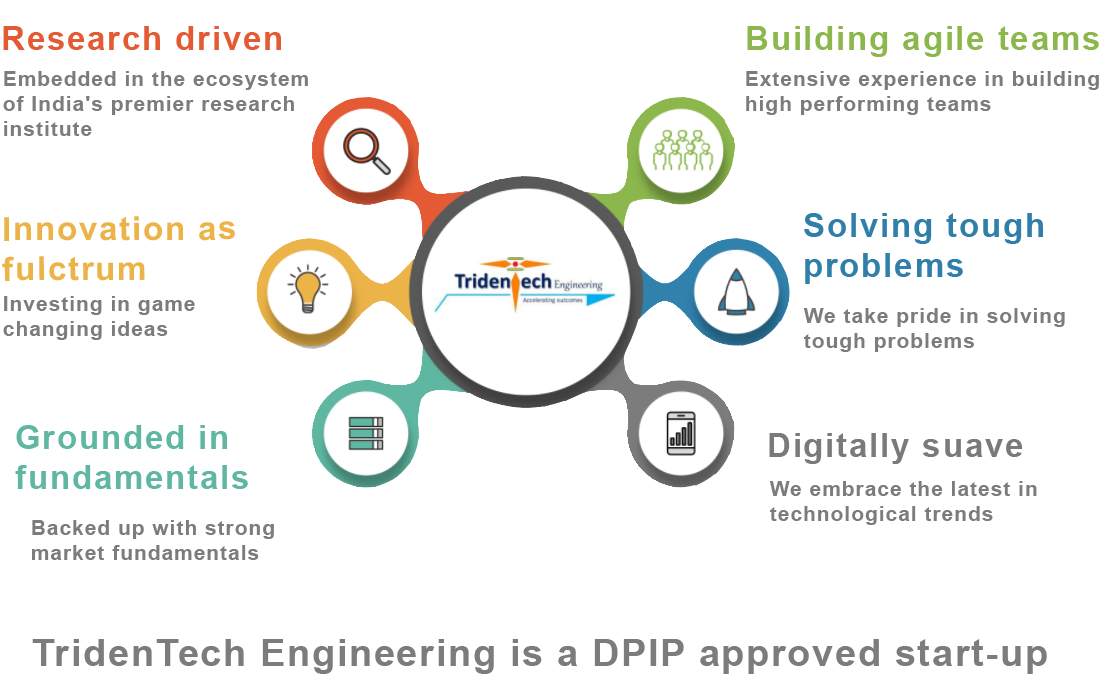 Research driven
Embedded in the ecosystem
of India's premier research
institute
Building agile teams
Extensive experience in building
high performing teams
Innovation as
fulctrum
Investing in game
changing ideas
TridenTech Engineering
Accelerating outcomes
Solving tough
problems
We take pride in solving
tough problems
Grounded in
fundamentals
Backed up with strong
market fundamentals
Digitally suave
We embrace the latest in
technological trends
TridenTech Engineering is a DPIP approved start-up